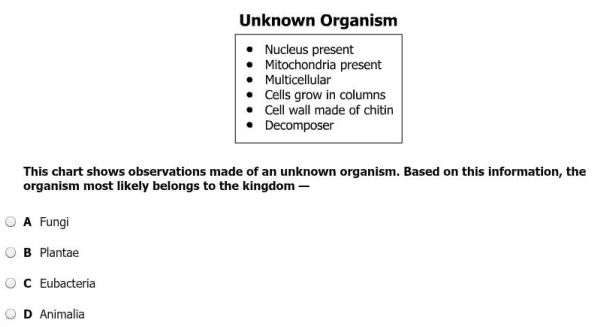 Unknown Organism
• Nucleus present
• Mitochondria present
• Multicellular
• Cells grow in columns
• Cell wall made of chitin
• Decomposer
This chart shows observations made of an unknown organism. Based on this information, the
organism most likely belongs to the kingdom —
A Fungi
B Plantae
C Eubacteria
D Animalia